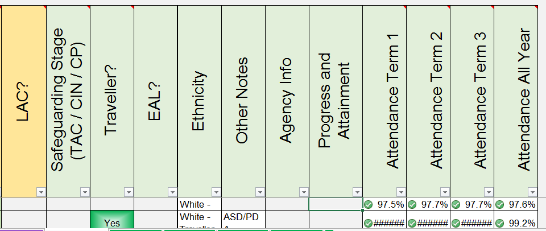 LAC?
Safeguarding Stage
(TAC / CIN / CP)
Traveller?
EAL?
Ethnicity
Other Notes
Agency Info
Progress and
Attainment
Attendance Term 1
Attendance Term 2
Attendance Term 3
Attendance All Year
White -
97.5%
97.7%
97.7%
97.6%
Yes
White -
ASD/PD
######
######
######
99.2%